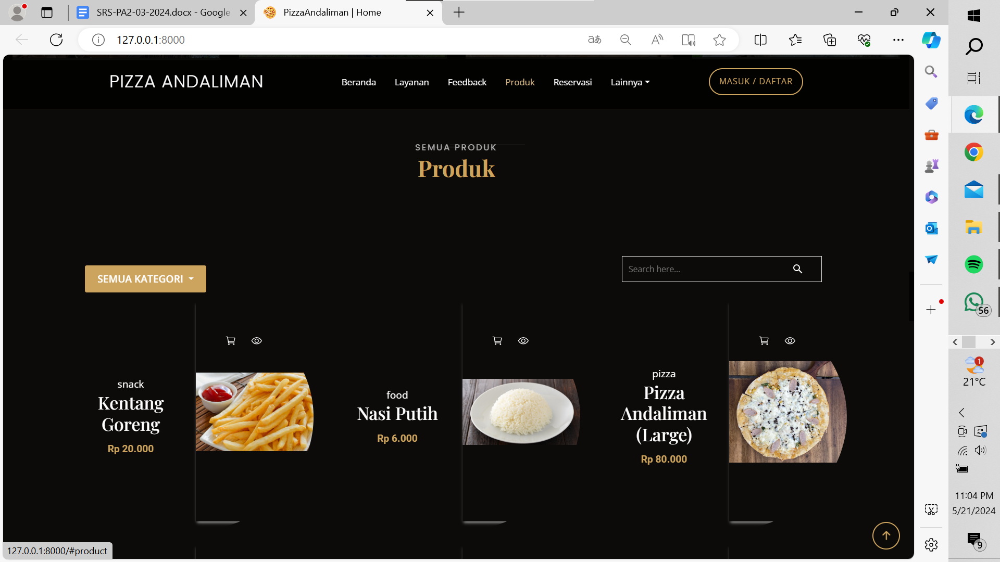 SRS-PA2-03-2024.docx - Google
PizzaAndaliman | Home
127.0.0.1:8000
PIZZA ANDALIMAN
Beranda
Layanan
Feedback
Produk
Reservasi
Lainnya
MASUK / DAFTAR
SEMUA PRODUK
Produk
SEMUA KATEGORI
Search here...
snack
Kentang
Goreng
Rp 20.000
food
Nasi Putih
Rp 6.000
pizza
Pizza
Andaliman
(Large)
Rp 80.000
127.0.0.1:8000/#product
56
1
21°C
11:04 PM
5/21/2024
9